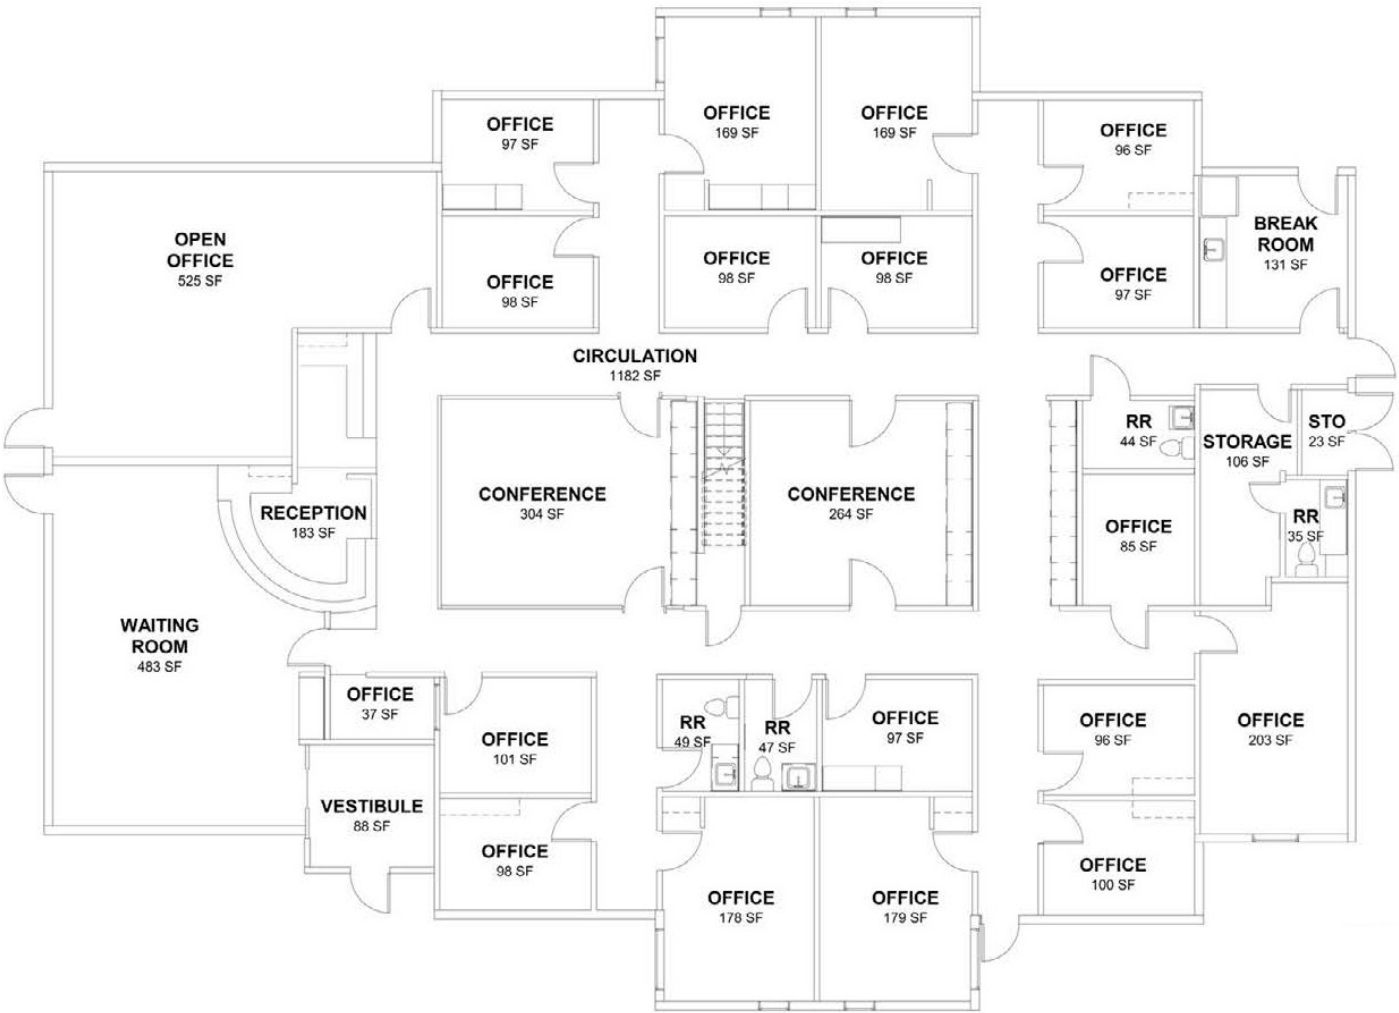 OFFICE
169 SF
OFFICE
169 SF
OFFICE
97 SF
OFFICE
96 SF
OPEN
OFFICE
525 SF
BREAK
ROOM
131 SF
OFFICE
98 SF
OFFICE
98 SF
OFFICE
98 SF
OFFICE
97 SF
CIRCULATION
1182 SF
RR
44 SF
STO
23 SF
STORAGE
106 SF
CONFERENCE
304 SF
CONFERENCE
264 SF
RECEPTION
183 SF
OFFICE
85 SF
RR
35 SF
WAITING
ROOM
483 SF
OFFICE
37 SF
OFFICE
101 SF
RR
49 SF
RR
47 SF
OFFICE
97 SF
OFFICE
96 SF
OFFICE
203 SF
VESTIBULE
88 SF
OFFICE
98 SF
OFFICE
178 SF
OFFICE
179 SF
OFFICE
100 SF